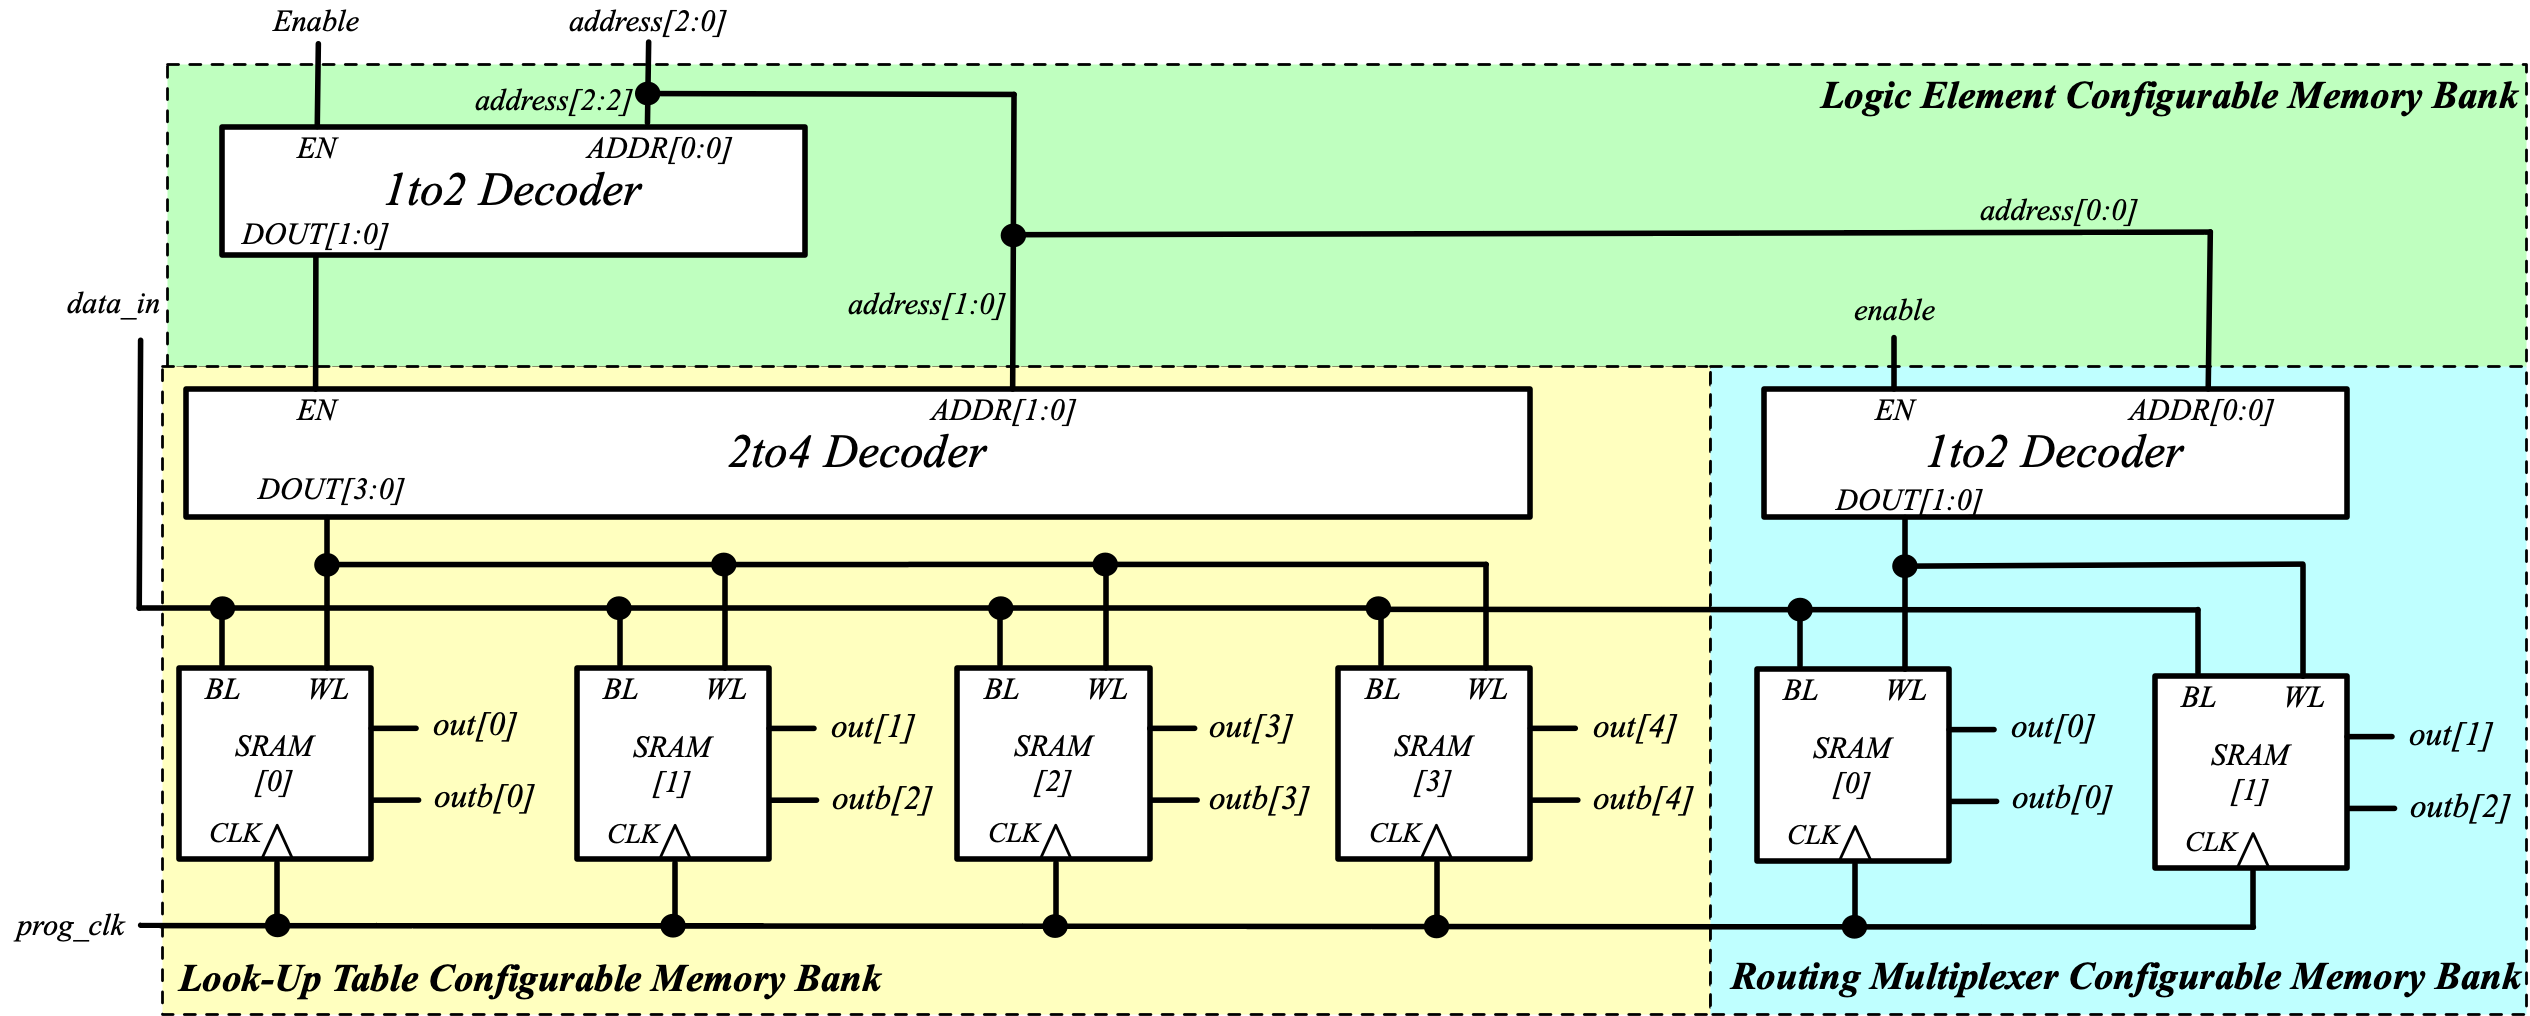 Enable
address[2:0]
Logic Element Configurable Memory Bank
address[2:2]
EN
ADDR[0:0]
1to2 Decoder
DOUT[1:0]
address[0:0]
data_in
address[1:0]
enable
EN
ADDR[1:0]
2to4 Decoder
DOUT[3:0]
EN
ADDR[0:0]
1to2 Decoder
DOUT[1:0]
BL
WL
SRAM
[0]
CLK
out[0]
outb[0]
BL
WL
SRAM
[1]
CLK
out[1]
outb[2]
BL
WL
SRAM
[2]
CLK
out[3]
outb[3]
BL
WL
SRAM
[3]
CLK
out[4]
outb[4]
BL
WL
SRAM
[0]
CLK
out[0]
outb[0]
BL
WL
SRAM
[1]
CLK
out[1]
outb[2]
prog_clk
Look-Up Table Configurable Memory Bank
Routing Multiplexer Configurable Memory Bank